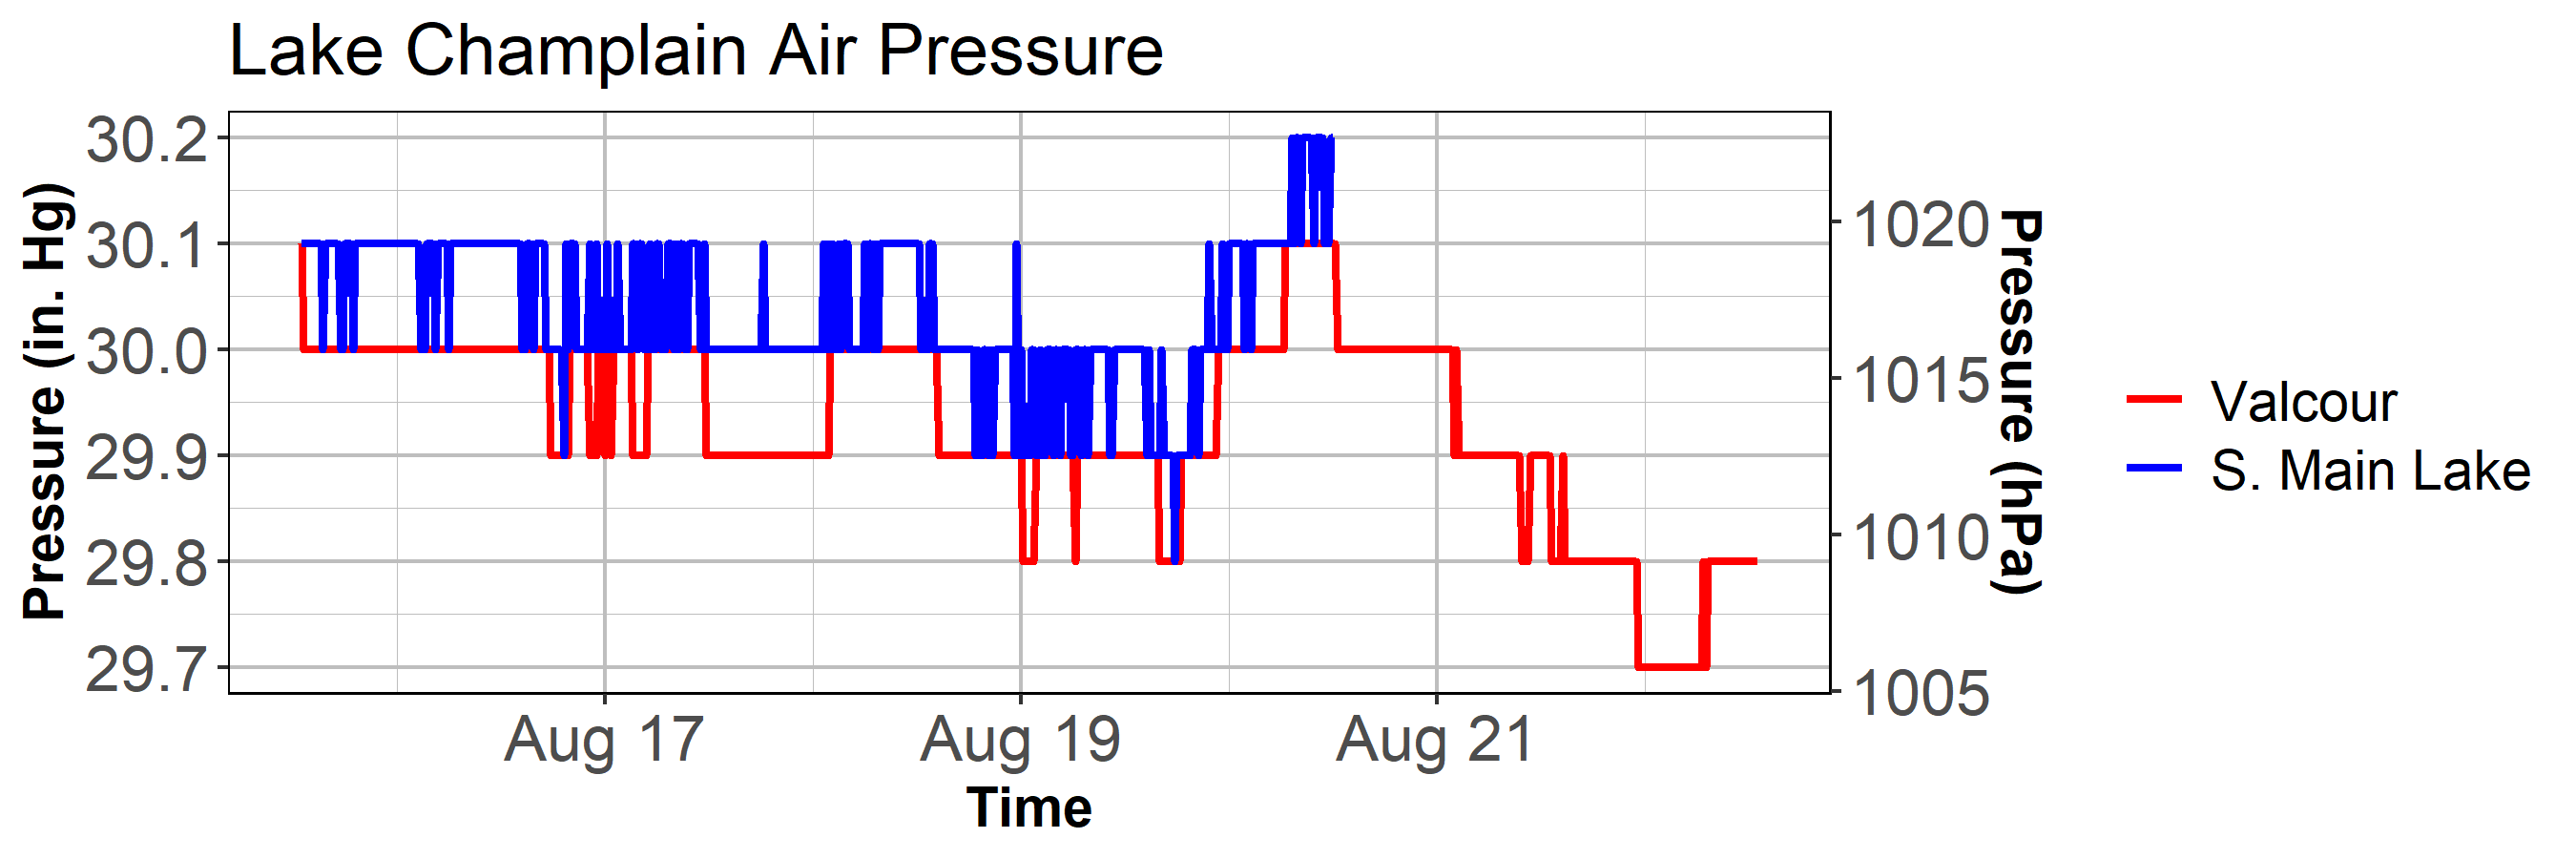 Lake Champlain Air Pressure
Pressure (in. Hg)
30.2
30.1
30.0
29.9
29.8
29.7
1020
1015
1010
1005
Pressure (hPa)
Aug 17
Aug 19
Aug 21
Time
Valcour
S. Main Lake